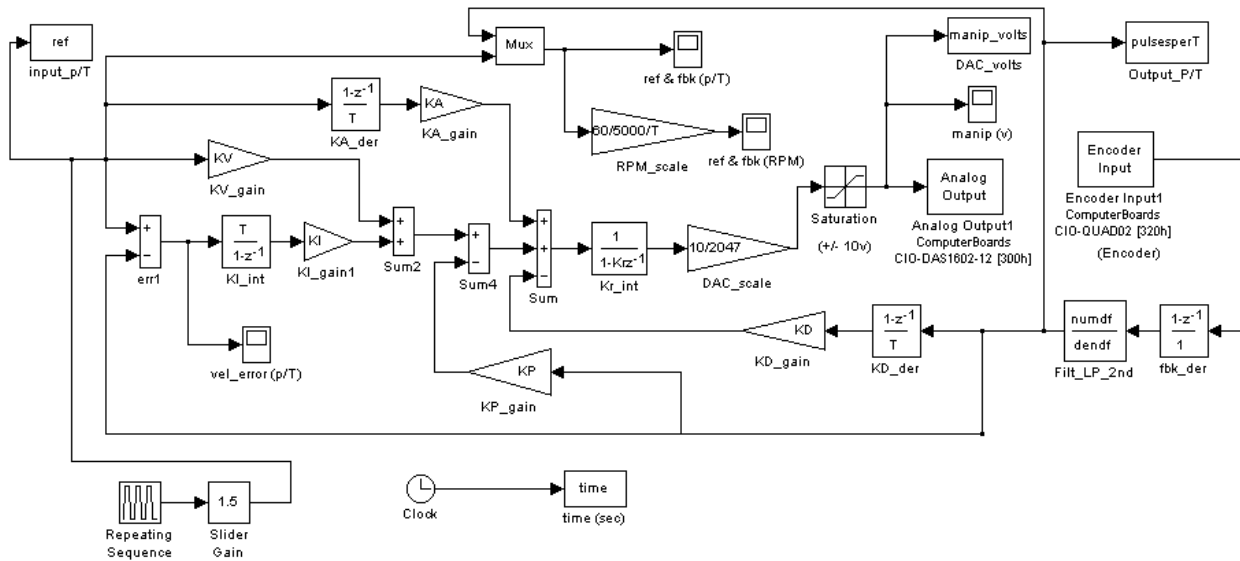 ref
input_p/T
Mux
ref & fbk (p/T)
manip_volts
DAC_volts
pulsesperT
Output_P/T
1-z-1
T
KA_der
KA
KA_gain
60/5000/T
RPM_scale
ref & fbk (RPM)
manip (v)
KV
KV_gain
Saturation
(+/- 10v)
Analog
Output
Analog Output1
ComputerBoards
CIO-DAS1602-12 [300h]
Encoder
Input
Encoder Input1
ComputerBoards
CIO-QUAD02 [320h]
(Encoder)
+
−
err1
T
1-z-1
KI_int
KI
KI_gain1
+
+
Sum2
+
−
Sum4
+
+
−
Sum
1
1-Krz-1
Kr_int
10/2047
DAC_scale
vel_error (p/T)
KP
KP_gain
KD
KD_gain
1-z-1
T
KD_der
numdf
dendf
Filt_LP_2nd
1-z-1
1
fbk_der
Repeating
Sequence
1.5
Slider
Gain
Clock
time
time (sec)